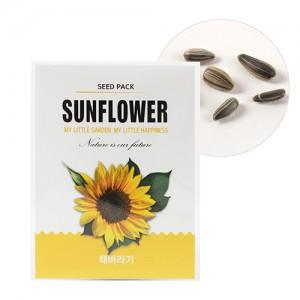 SEED PACK
SUNFLOWER
MY LITTLE GARDEN MY LITTLE HAPPINESS
Nature is our future
해바라기